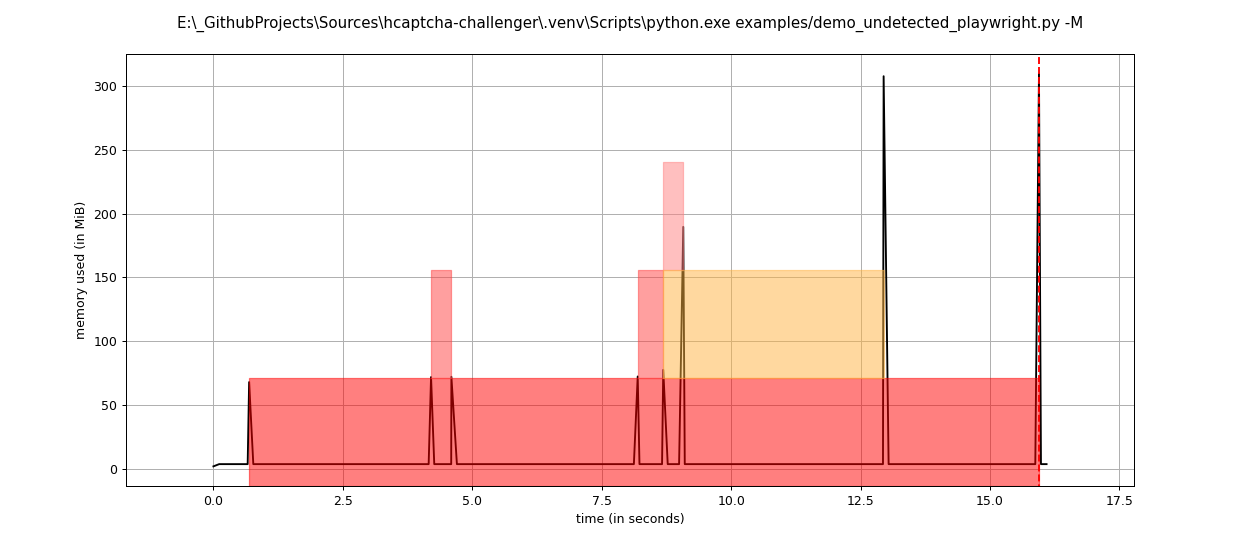 E:\_GithubProjects\Sources\hcaptcha-challenger\.venv\Scripts\python.exe examples/demo_undetected_playwright.py -M
300
250
200
150
100
50
0
memory used (in MiB)
0.0 2.5 5.0 7.5 10.0 12.5 15.0 17.5
time (in seconds)